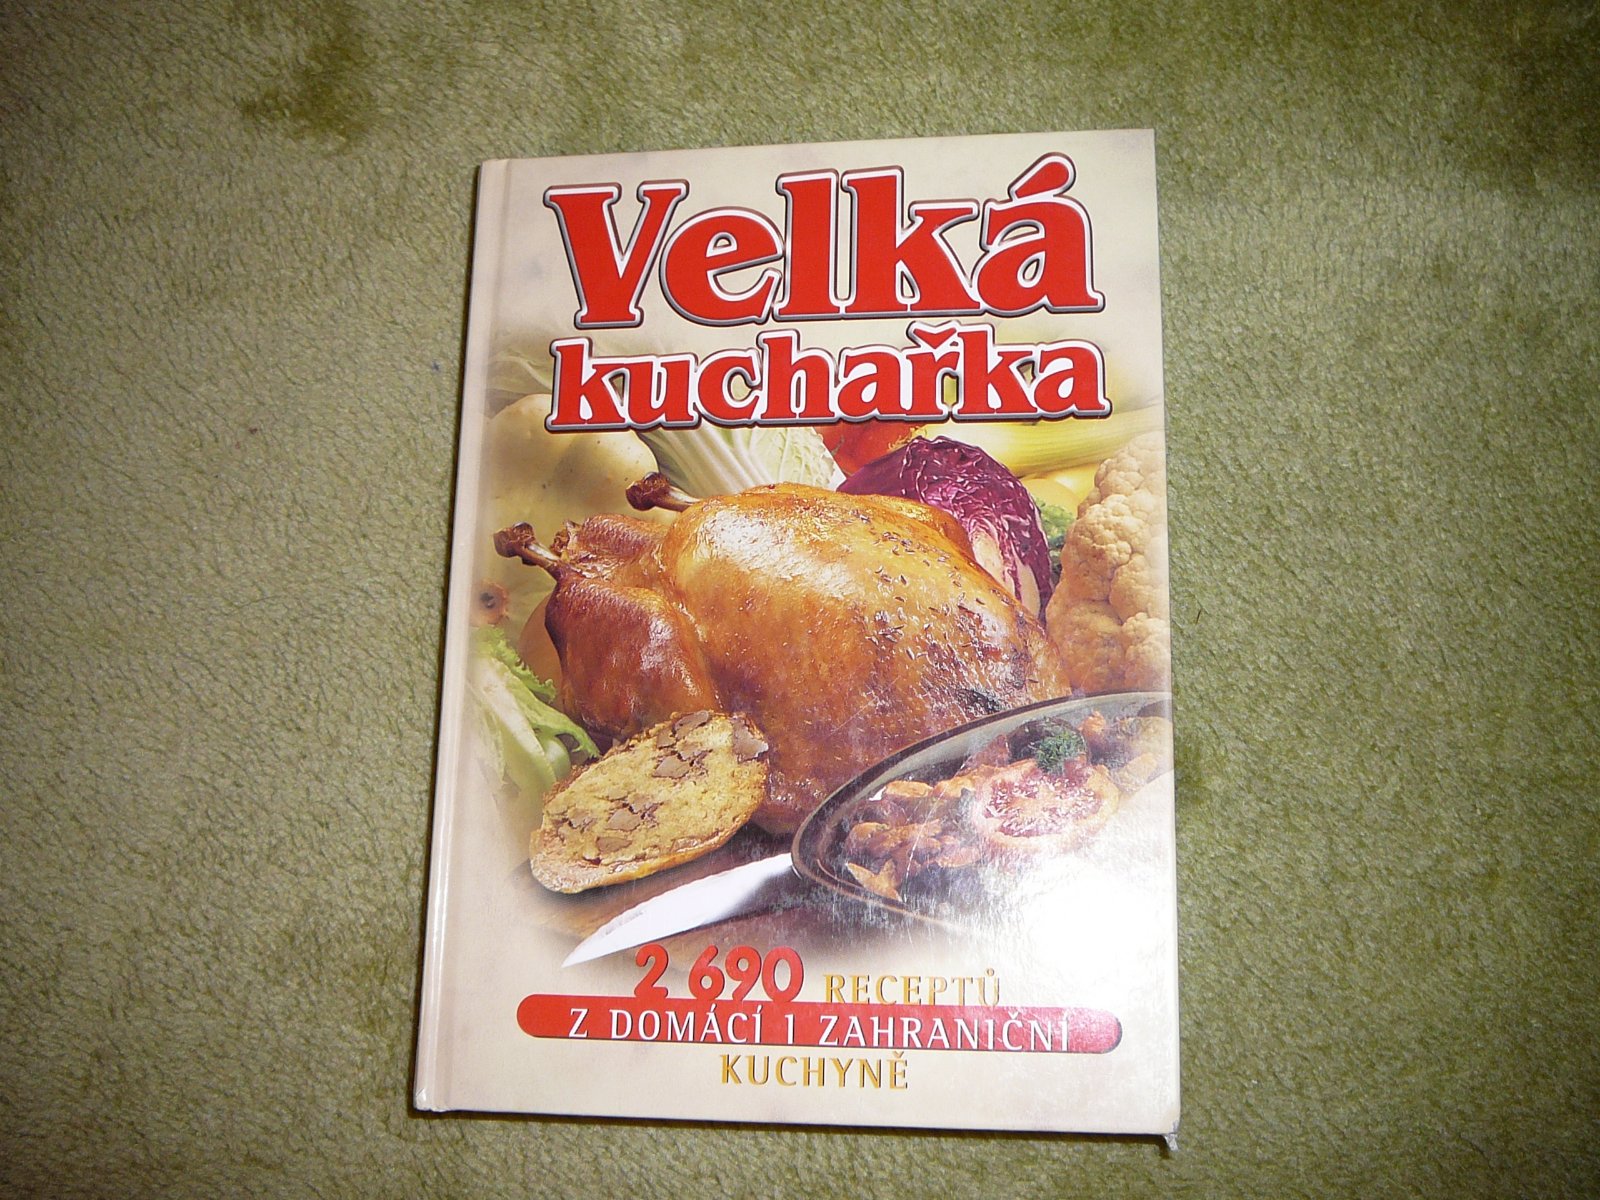 Velká
kuchařka
2 690 RECEPTŮ
Z DOMÁCÍ I ZAHRANIČNÍ
KUCHYNĚ